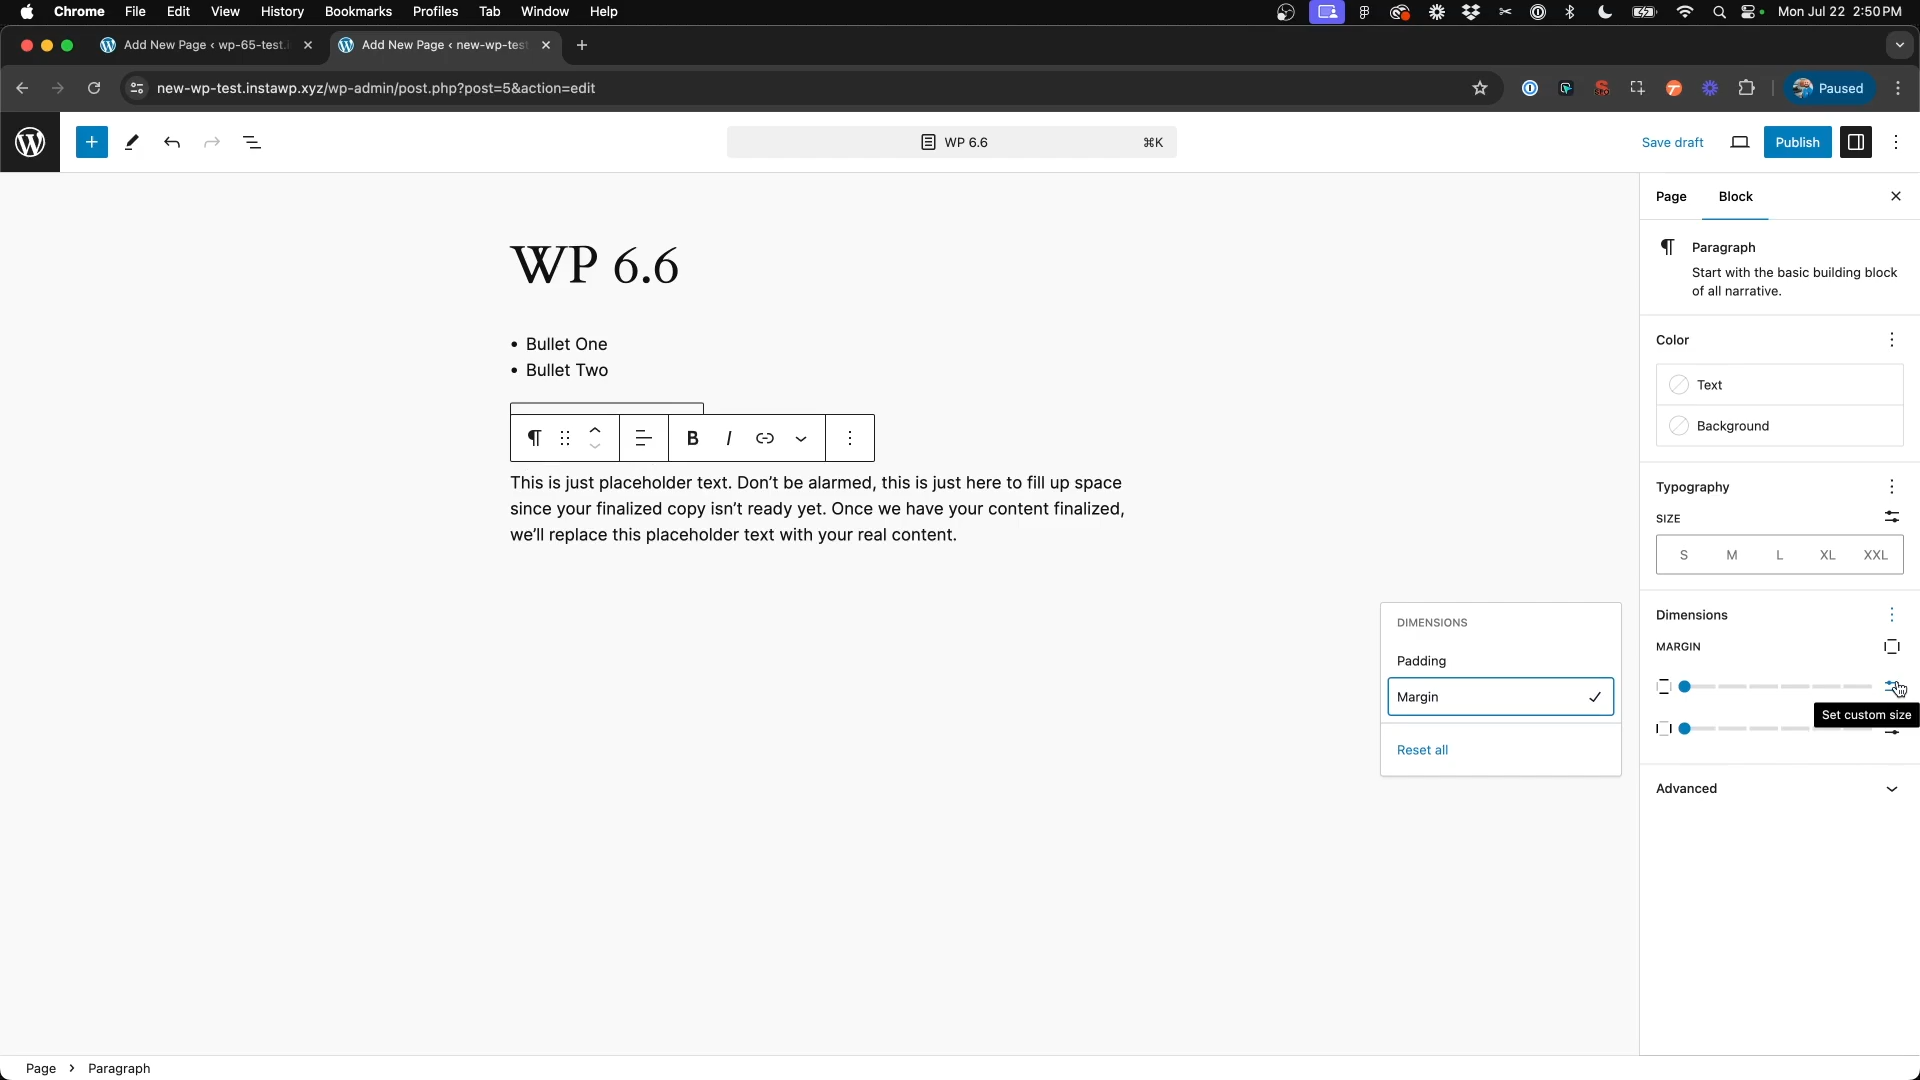 Chrome File Edit View History Bookmarks Profiles Tab Window Help Mon Jul 22 2:50 PM
Add New Page ‹ wp-65-test. Add New Page ‹ new-wp-tes
new-wp-test.instawp.xyz/wp-admin/post.php?post=5&action=edit Paused
WP 6.6 ⌘K Save draft Publish
Page Block
Paragraph
Start with the basic building block
of all narrative.
WP 6.6
• Bullet One
• Bullet Two
B I
This is just placeholder text. Don’t be alarmed, this is just here to fill up space
since your finalized copy isn’t ready yet. Once we have your content finalized,
we’ll replace this placeholder text with your real content.
Color
Text
Background
Typography
SIZE
S M L XL XXL
Dimensions
MARGIN
Set custom size
Advanced
DIMENSIONS
Padding
Margin
Reset all
Page > Paragraph